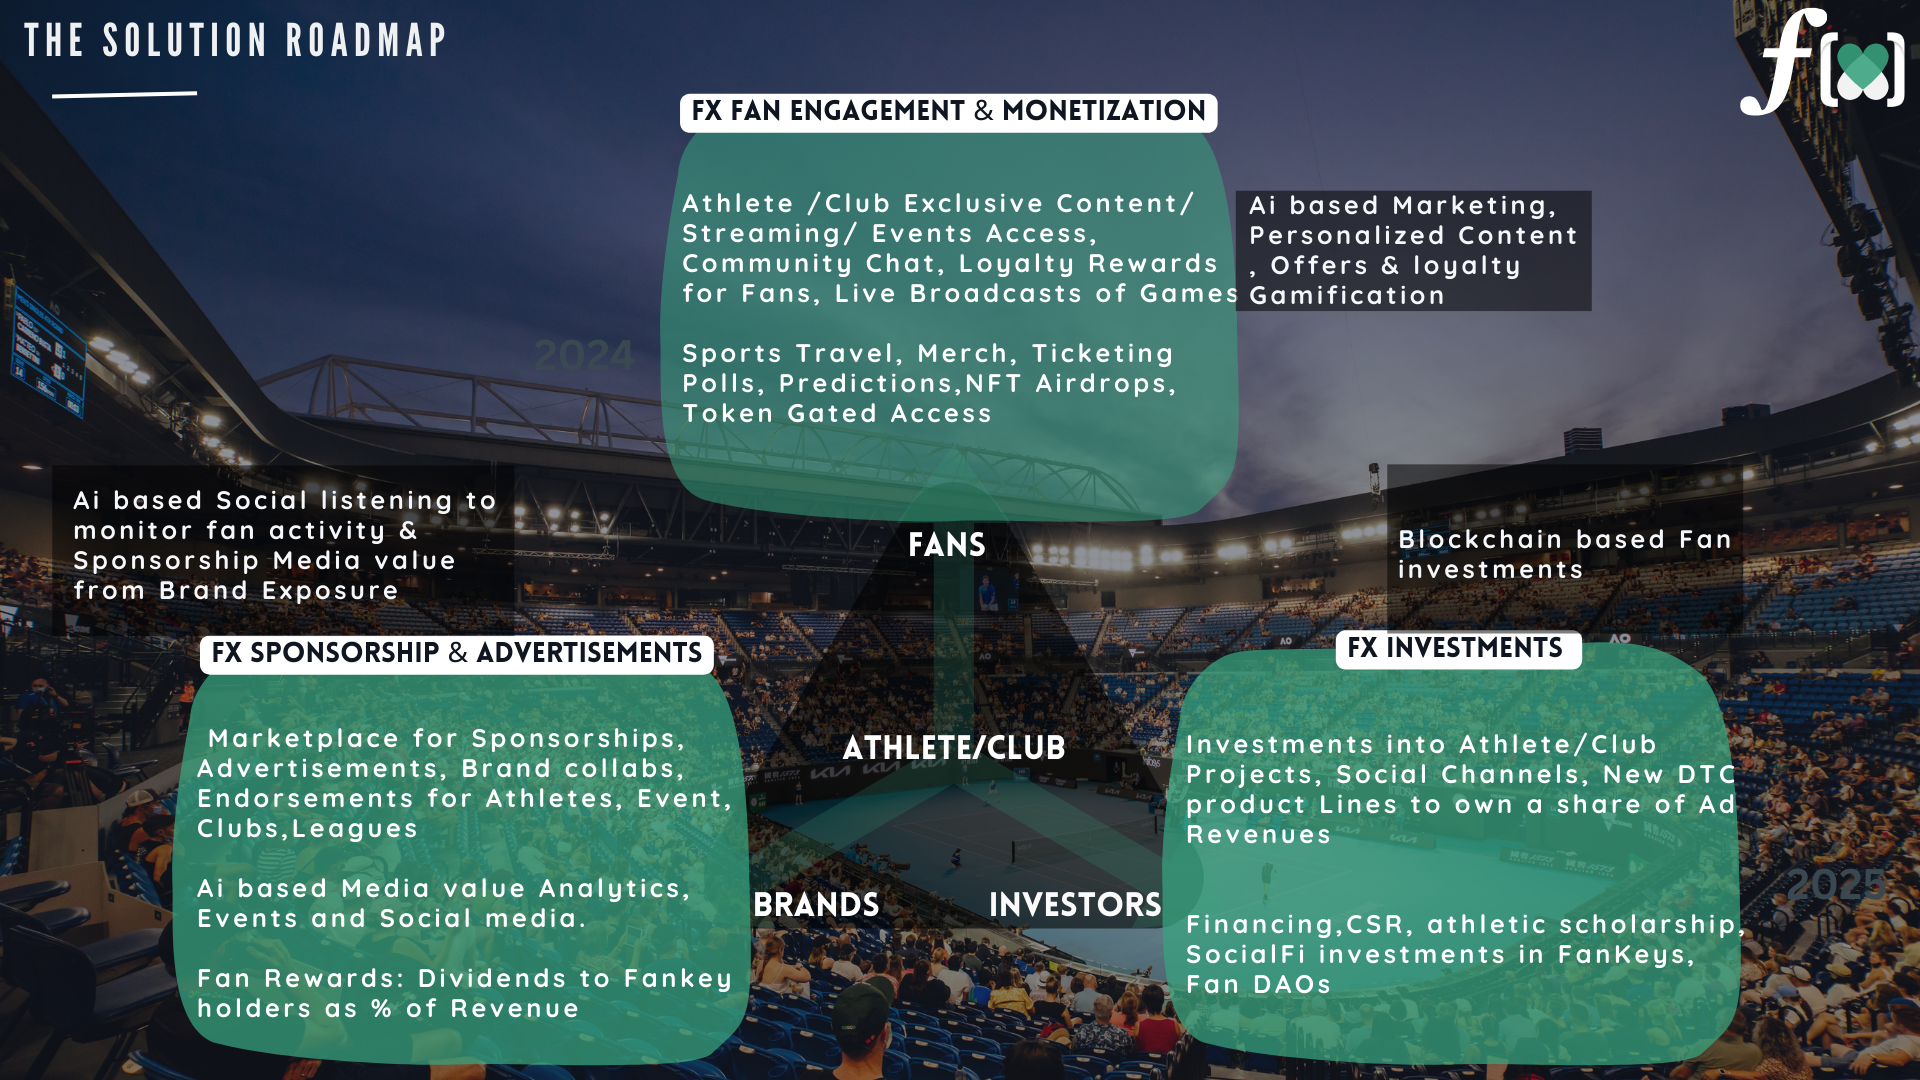 THE SOLUTION ROADMAP
f[ ]
FX FAN ENGAGEMENT & MONETIZATION
Athlete /Club Exclusive Content/
Streaming/ Events Access,
Community Chat, Loyalty Rewards
for Fans, Live Broadcasts of Games
Sports Travel, Merch, Ticketing
Polls, Predictions,NFT Airdrops,
Token Gated Access
Ai based Marketing,
Personalized Content
, Offers & loyalty
Gamification
2024
Ai based Social listening to
monitor fan activity &
Sponsorship Media value
from Brand Exposure
FANS
Blockchain based Fan
investments
FX SPONSORSHIP & ADVERTISEMENTS
Marketplace for Sponsorships,
Advertisements, Brand collabs,
Endorsements for Athletes, Event,
Clubs,Leagues
Ai based Media value Analytics,
Events and Social media.
Fan Rewards: Dividends to Fankey
holders as % of Revenue
ATHLETE/CLUB
BRANDS
INVESTORS
FX INVESTMENTS
Investments into Athlete/Club
Projects, Social Channels, New DTC
product Lines to own a share of Ad
Revenues
Financing,CSR, athletic scholarship,
SocialFi investments in FanKeys,
Fan DAOs
2025
AO
AO
AO